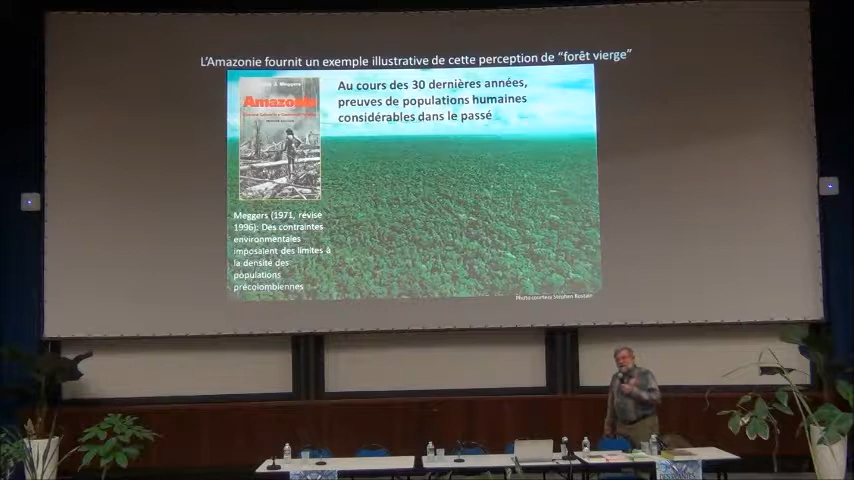 L'Amazonie fournit un exemple illustrative de cette perception de "forêt vierge"
Meggers
Amazonia
Au cours des 30 dernières années,
preuves de populations humaines
considérables dans le passé
Meggers (1971, révisé
1996): Des contraintes
environmentales
imposaient des limites à
la densité des
populations
précolombiennes
Photo courtesy Stephen